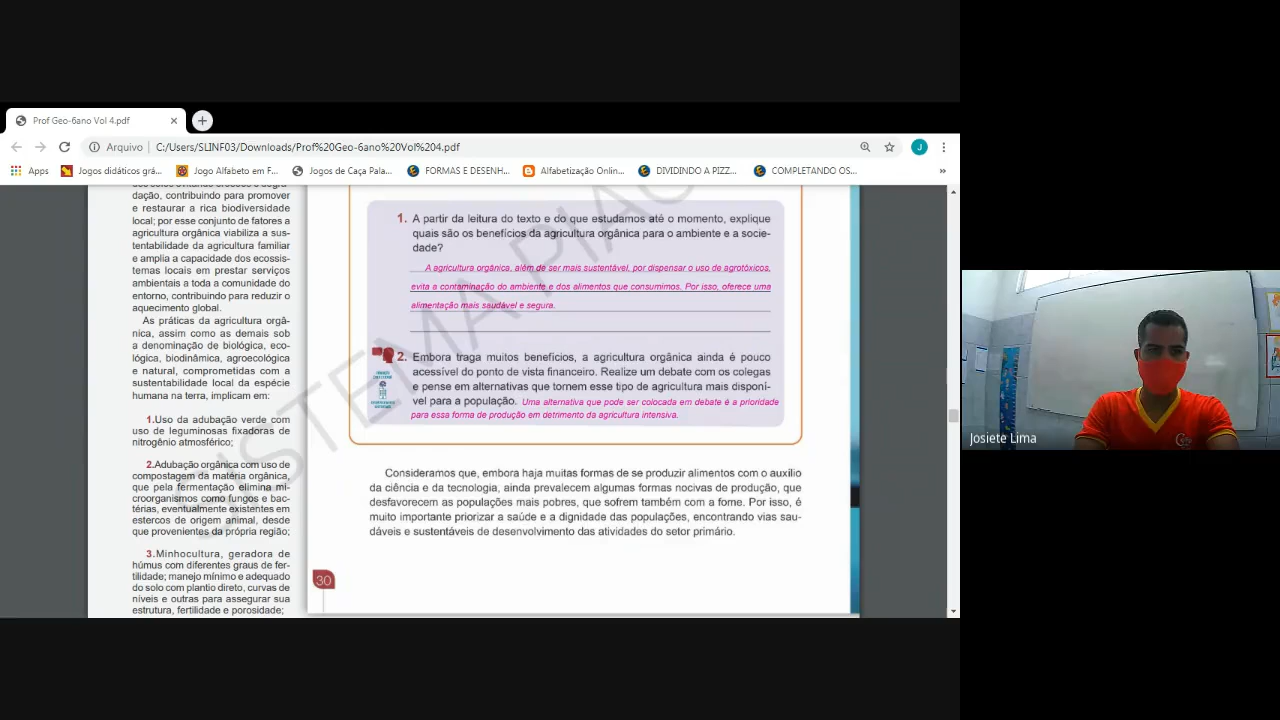 Prof Geo-6ano Vol 4.pdf
Arquivo
C:/Users/SLINF03/Downloads/Prof%20Geo-6ano%20Vol%204.pdf
J
Apps
Jogos didáticos grá...
Jogo Alfabeto em F...
Jogos de Caça Pala...
FORMAS E DESENH...
Alfabetização Onlin...
DIVIDINDO A PIZZ...
COMPLETANDO OS...
»
dação, contribuindo para promover
e restaurar a rica biodiversidade
local; por esse conjunto de fatores a
agricultura orgânica viabiliza a sus-
tentabilidade da agricultura familiar
e amplia a capacidade dos ecossis-
temas locais em prestar serviços
ambientais a toda a comunidade do
entorno, contribuindo para reduzir o
aquecimento global.
As práticas da agricultura orgâ-
nica, assim como as demais sob
a denominação de biológica, eco-
lógica, biodinâmica, agroecológica
e natural, comprometidas com a
sustentabilidade local da espécie
humana na terra, implicam em:
1.Uso da adubação verde com
uso de leguminosas fixadoras de
nitrogênio atmosférico;
2.Adubação orgânica com uso de
compostagem da matéria orgânica,
que pela fermentação elimina mi-
croorganismos como fungos e bac-
térias, eventualmente existentes em
estercos de origem animal, desde
que provenientes da própria região;
3.Minhocultura, geradora de
húmus com diferentes graus de fer-
tilidade; manejo mínimo e adequado
do solo com plantio direto, curvas de
níveis e outras para assegurar sua
estrutura, fertilidade e porosidade;
1. A partir da leitura do texto e do que estudamos até o momento, explique
quais são os benefícios da agricultura orgânica para o ambiente e a socie-
dade?
A agricultura orgânica, além de ser mais sustentável, por dispensar o uso de agrotóxicos,
evita a contaminação do ambiente e dos alimentos que consumimos. Por isso, oferece uma
alimentação mais saudável e segura.
2. Embora traga muitos benefícios, a agricultura orgânica ainda é pouco
acessível do ponto de vista financeiro. Realize um debate com os colegas
e pense em alternativas que tornem esse tipo de agricultura mais disponí-
vel para a população. Uma alternativa que pode ser colocada em debate é a prioridade
para essa forma de produção em detrimento da agricultura intensiva.
Consideramos que, embora haja muitas formas de se produzir alimentos com o auxílio
da ciência e da tecnologia, ainda prevalecem algumas formas nocivas de produção, que
desfavorecem as populações mais pobres, que sofrem também com a fome. Por isso, é
muito importante priorizar a saúde e a dignidade das populações, encontrando vias sau-
dáveis e sustentáveis de desenvolvimento das atividades do setor primário.
30
SISTEMA PIAG
Josiete Lima